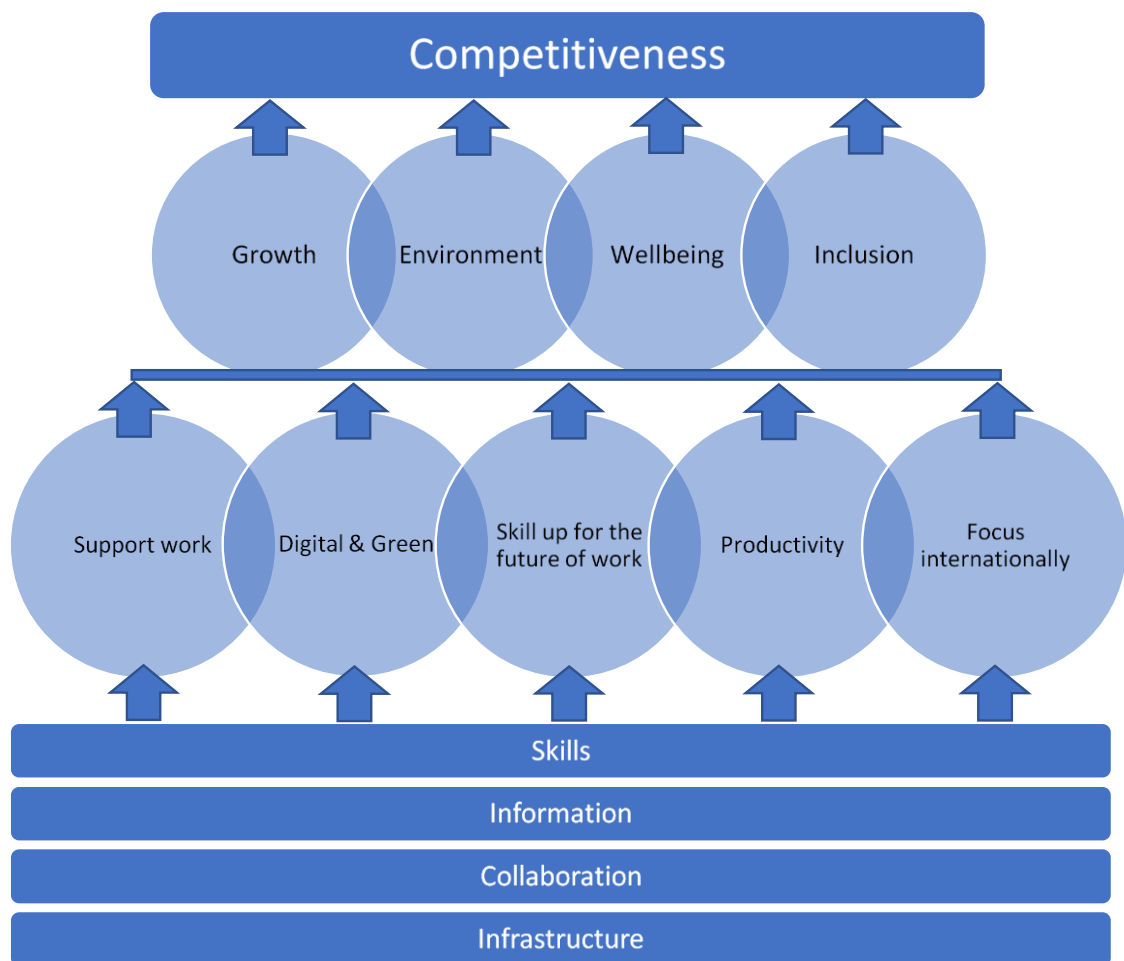 Competitiveness
Growth
Environment
Wellbeing
Inclusion
Support work
Digital & Green
Skill up for the
future of work
Productivity
Focus
internationally
Skills
Information
Collaboration
Infrastructure